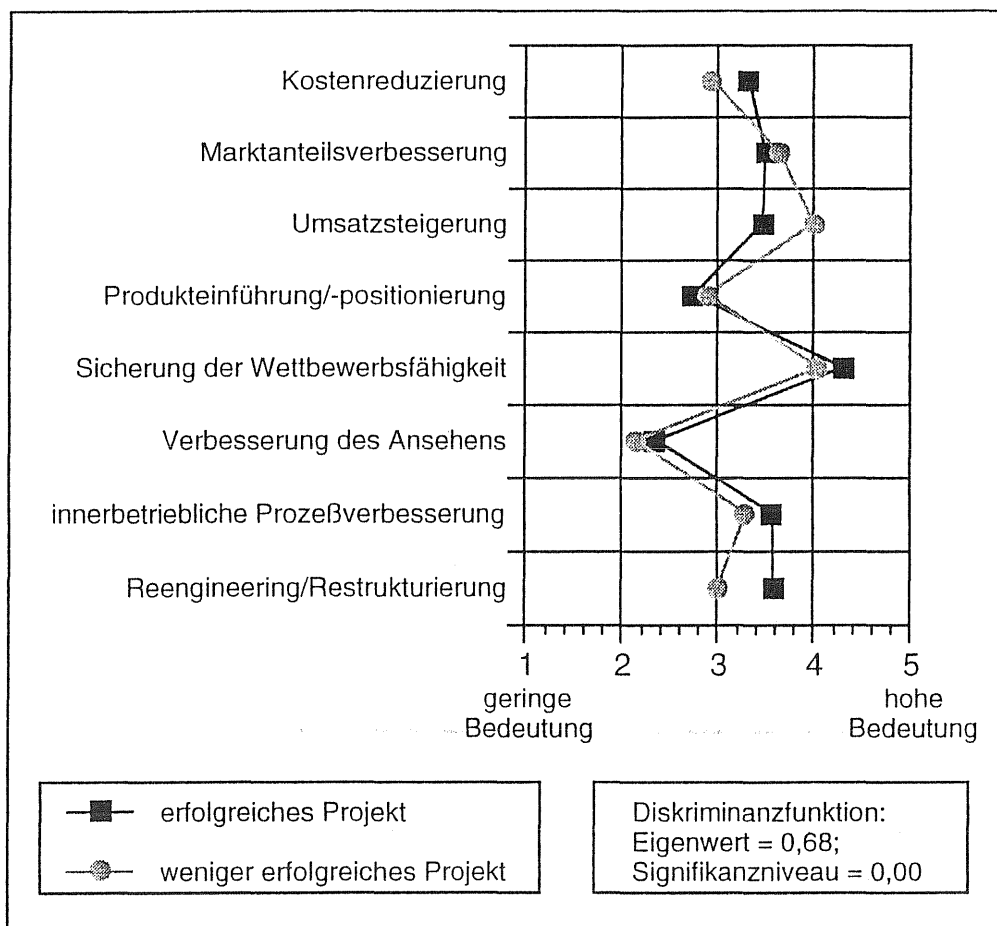 Kostenreduzierung
Marktanteilsverbesserung
Umsatzsteigerung
Produkteinführung/-positionierung
Sicherung der Wettbewerbsfähigkeit
Verbesserung des Ansehens
innerbetriebliche Prozeßverbesserung
Reengineering/Restrukturierung
1 2 3 4 5
geringe Bedeutung
hohe Bedeutung
erfolgreiches Projekt
weniger erfolgreiches Projekt
Diskriminanzfunktion:
Eigenwert = 0,68;
Signifikanzniveau = 0,00